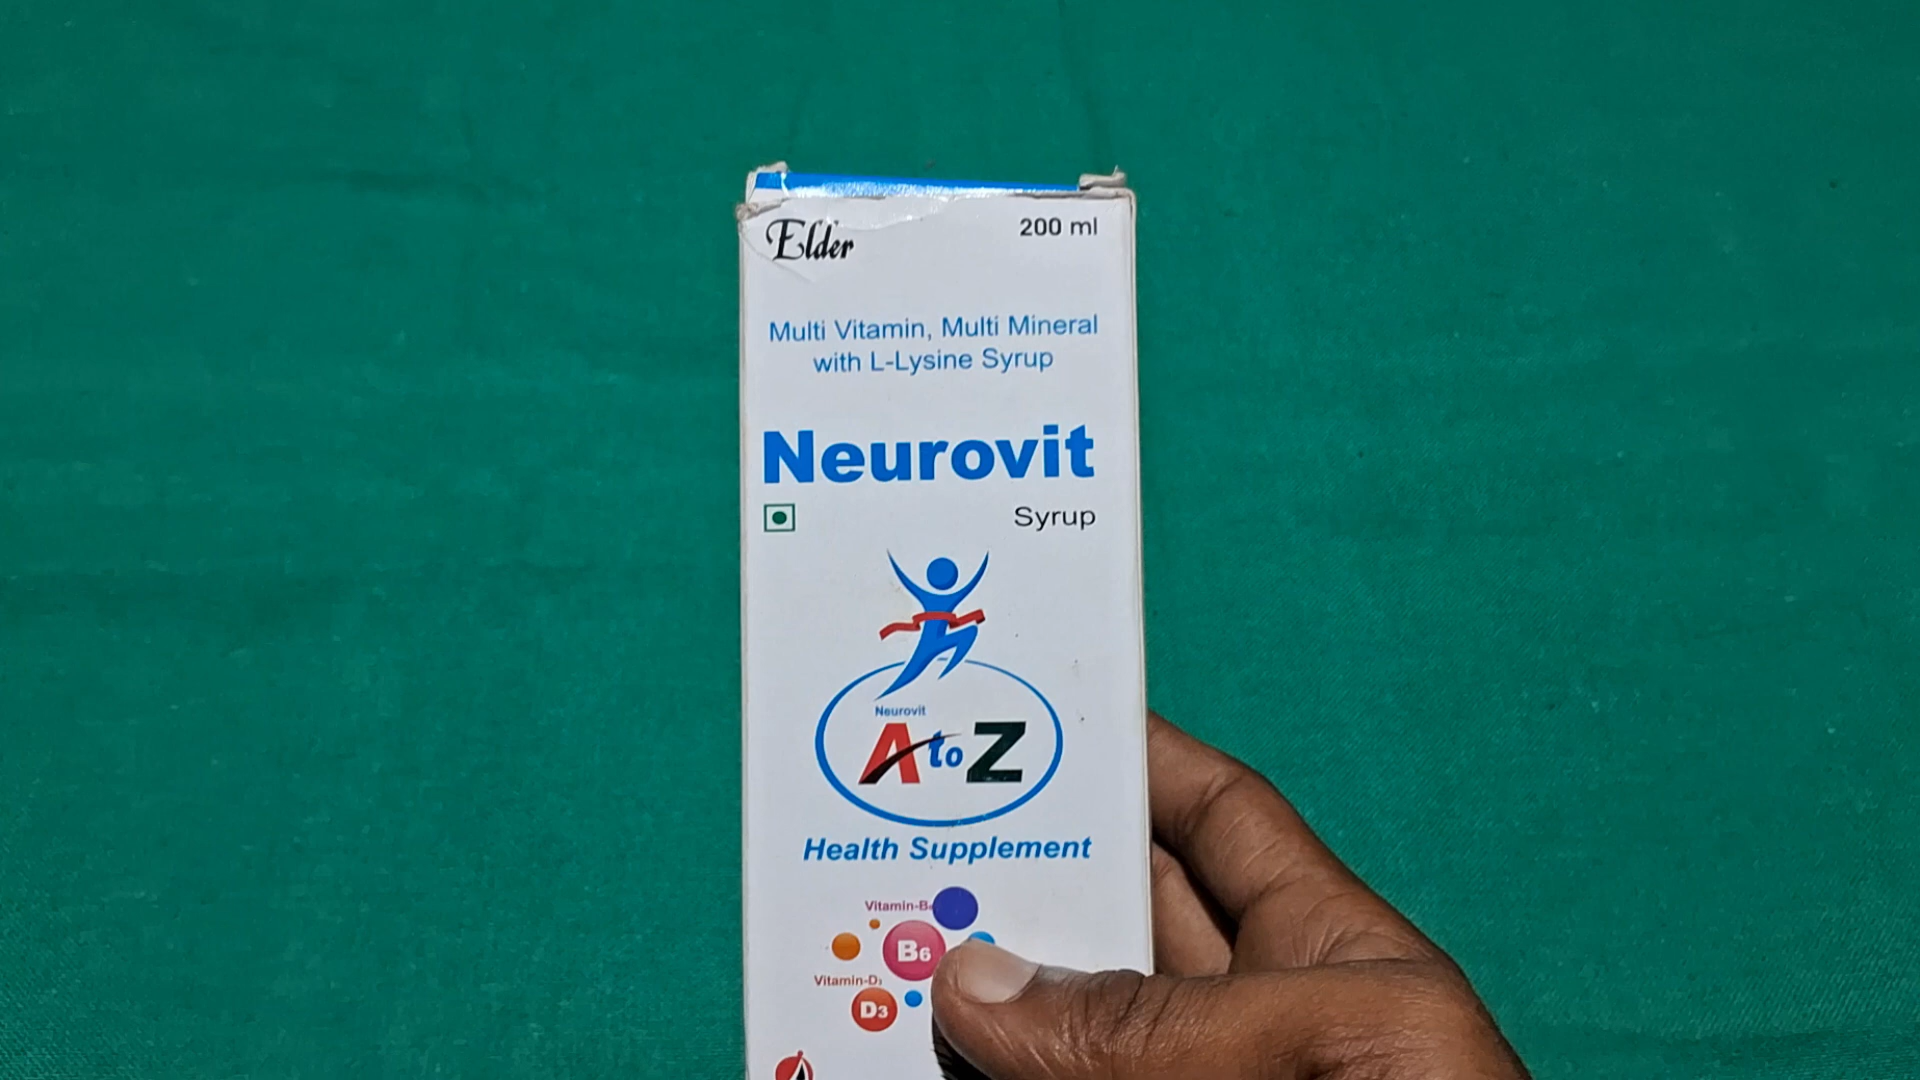 Elder
200 ml
Multi Vitamin, Multi Mineral
with L-Lysine Syrup
Neurovit
Syrup
Neurovit
A to Z
Health Supplement
Vitamin-B₆
B6
Vitamin-D₃
D3